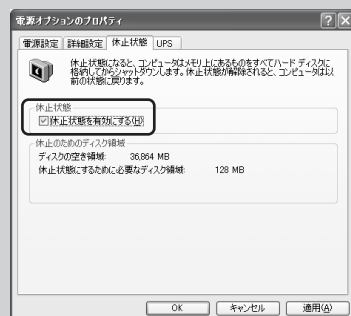 電源オプションのプロパティ
電源設定 詳細設定 休止状態 UPS
休止状態になると、コンピュータはメモリ上にあるものをすべてハード ディスクに
格納してからシャットダウンします。休止状態が解除されると、コンピュータは以
前の状態に戻ります。
休止状態
休止状態を有効にする(H)
休止のためのディスク領域
ディスクの空き領域: 36,864 MB
休止状態にするために必要なディスク領域: 128 MB
OK キャンセル 適用(A)